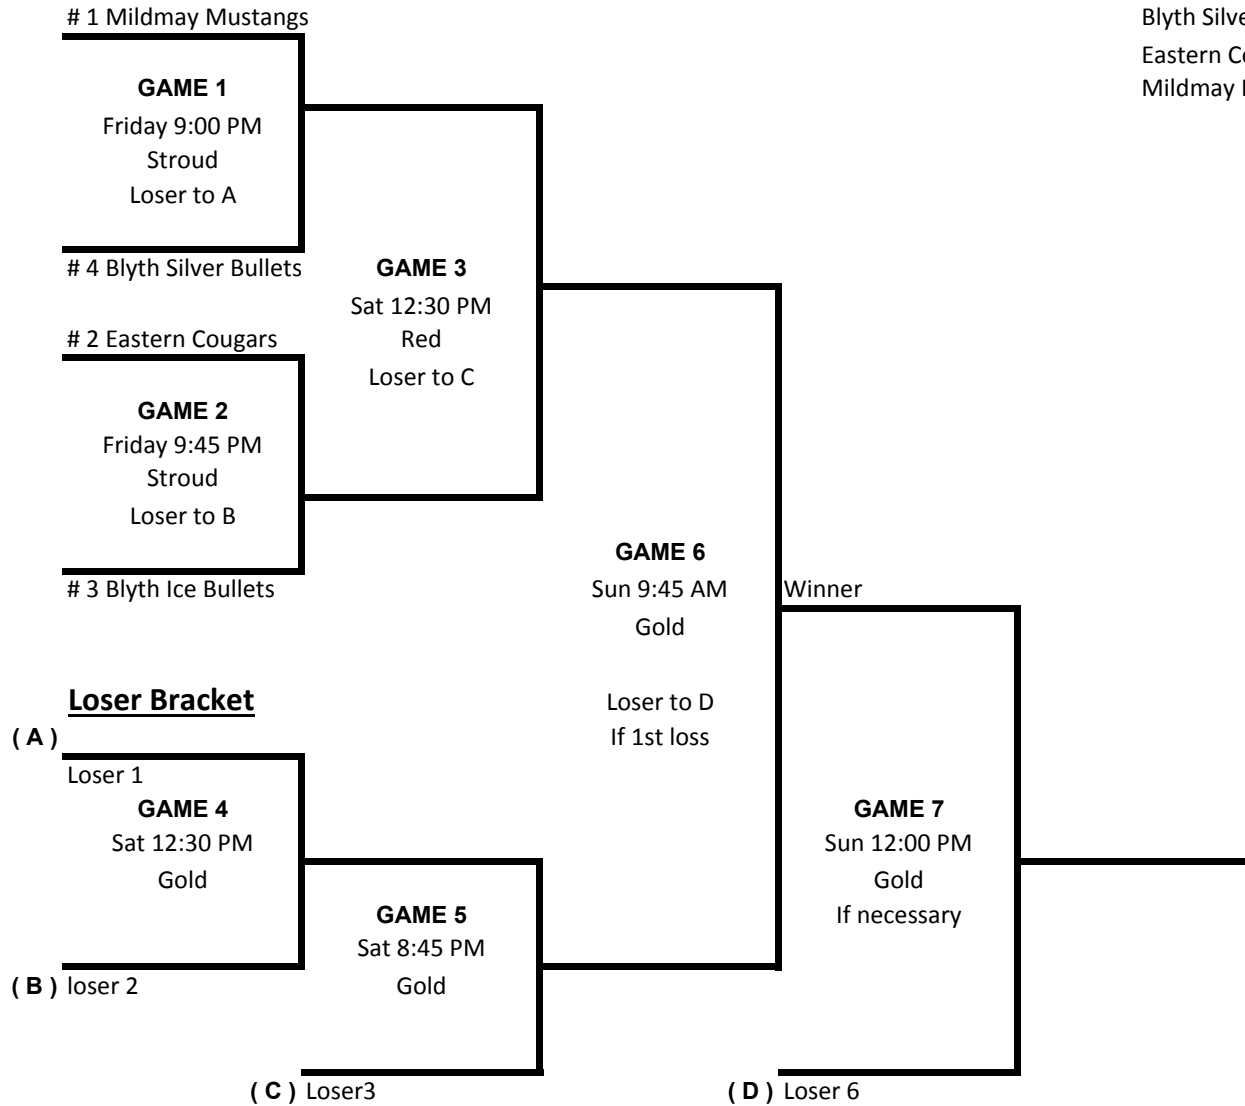 # 1 Mildmay Mustangs
GAME 1
Friday 9:00 PM
Stroud
Loser to A
# 4 Blyth Silver Bullets
# 2 Eastern Cougars
GAME 2
Friday 9:45 PM
Stroud
Loser to B
# 3 Blyth Ice Bullets
GAME 3
Sat 12:30 PM
Red
Loser to C
GAME 6
Sun 9:45 AM
Gold
Loser to D
If 1st loss
Winner
Loser Bracket
( A )
Loser 1
GAME 4
Sat 12:30 PM
Gold
( B ) loser 2
GAME 5
Sat 8:45 PM
Gold
( C ) Loser3
GAME 7
Sun 12:00 PM
Gold
If necessary
( D ) Loser 6
Blyth
Eastern
Mildmay